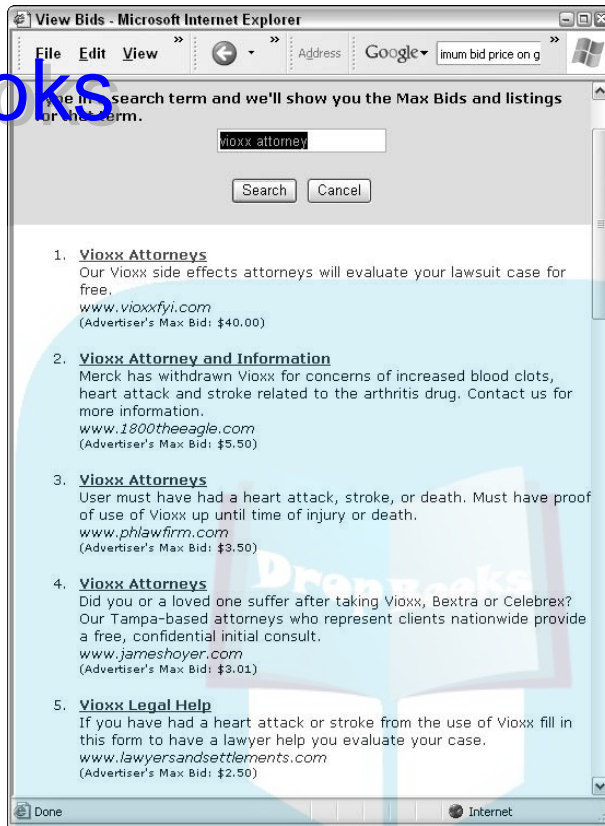 View Bids - Microsoft Internet Explorer
File Edit View » » Address Google imum bid price on g »
ype in search term and we'll show you the Max Bids and listings
or that term.
oks
vioxx attorney
Search Cancel
1. Vioxx Attorneys
Our Vioxx side effects attorneys will evaluate your lawsuit case for
free.
www.vioxxfyi.com
(Advertiser's Max Bid: $40.00)
2. Vioxx Attorney and Information
Merck has withdrawn Vioxx for concerns of increased blood clots,
heart attack and stroke related to the arthritis drug. Contact us for
more information.
www.1800theeagle.com
(Advertiser's Max Bid: $5.50)
3. Vioxx Attorneys
User must have had a heart attack, stroke, or death. Must have proof
of use of Vioxx up until time of injury or death.
www.phlawfirm.com
(Advertiser's Max Bid: $3.50)
DropBooks
4. Vioxx Attorneys
Did you or a loved one suffer after taking Vioxx, Bextra or Celebrex?
Our Tampa-based attorneys who represent clients nationwide provide
a free, confidential initial consult.
www.jameshoyer.com
(Advertiser's Max Bid: $3.01)
5. Vioxx Legal Help
If you have had a heart attack or stroke from the use of Vioxx fill in
this form to have a lawyer help you evaluate your case.
www.lawyersandsettlements.com
(Advertiser's Max Bid: $2.50)
Done Internet